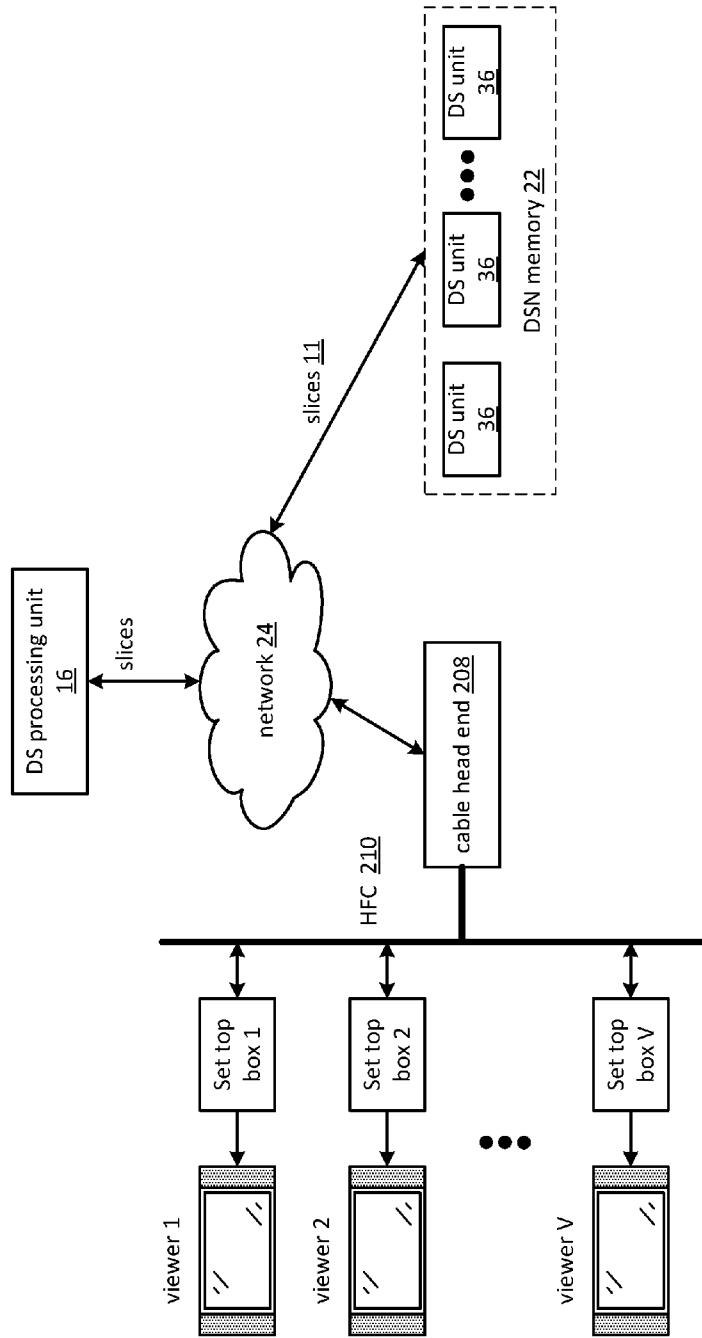 viewer 1
Set top
box 1
viewer 2
Set top
box 2
viewer V
Set top
box V
HFC 210
cable head end 208
DS processing unit
16
slices
network 24
slices 11
DS unit
36
DS unit
36
DS unit
36
DSN memory 22